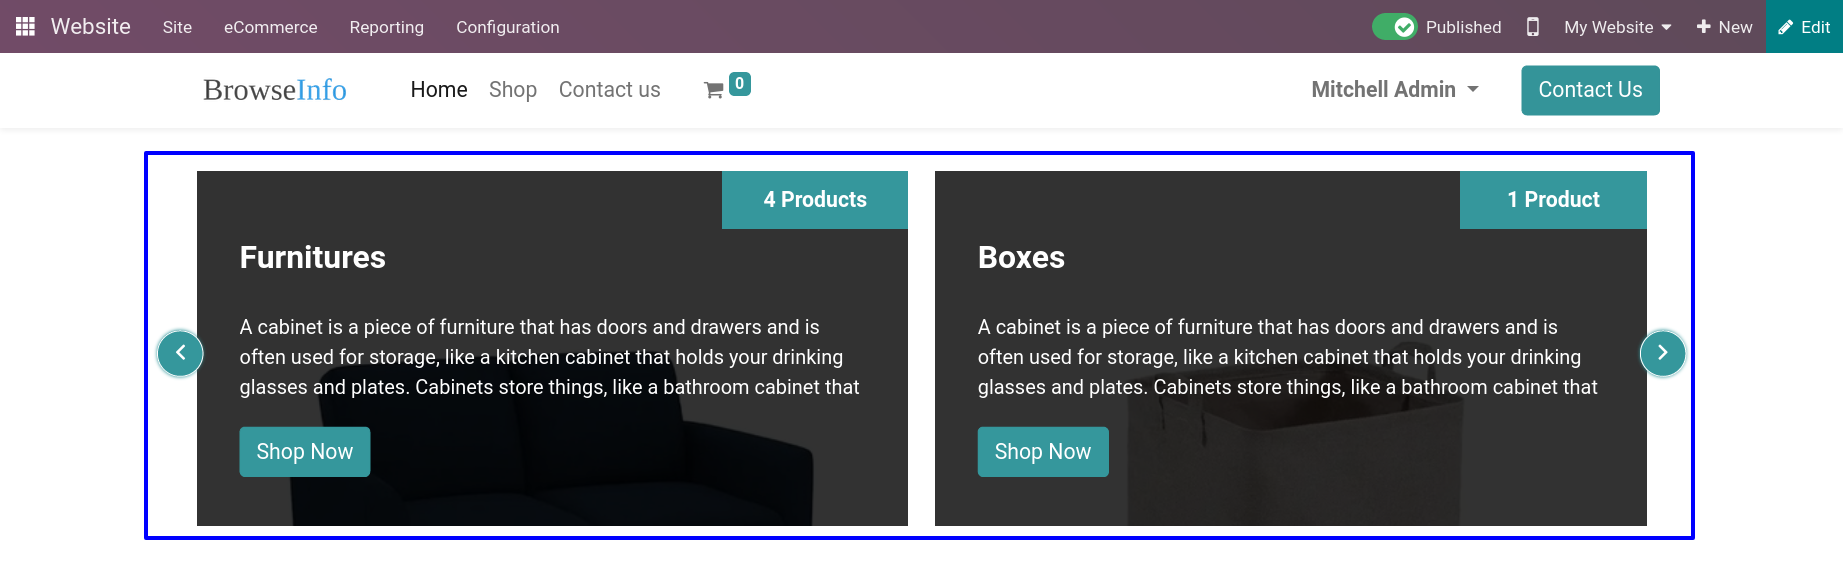 Website Site eCommerce Reporting Configuration Published My Website New Edit
BrowseInfo Home Shop Contact us 0 Mitchell Admin Contact Us
4 Products
Furnitures
A cabinet is a piece of furniture that has doors and drawers and is
often used for storage, like a kitchen cabinet that holds your drinking
glasses and plates. Cabinets store things, like a bathroom cabinet that
Shop Now
1 Product
Boxes
A cabinet is a piece of furniture that has doors and drawers and is
often used for storage, like a kitchen cabinet that holds your drinking
glasses and plates. Cabinets store things, like a bathroom cabinet that
Shop Now